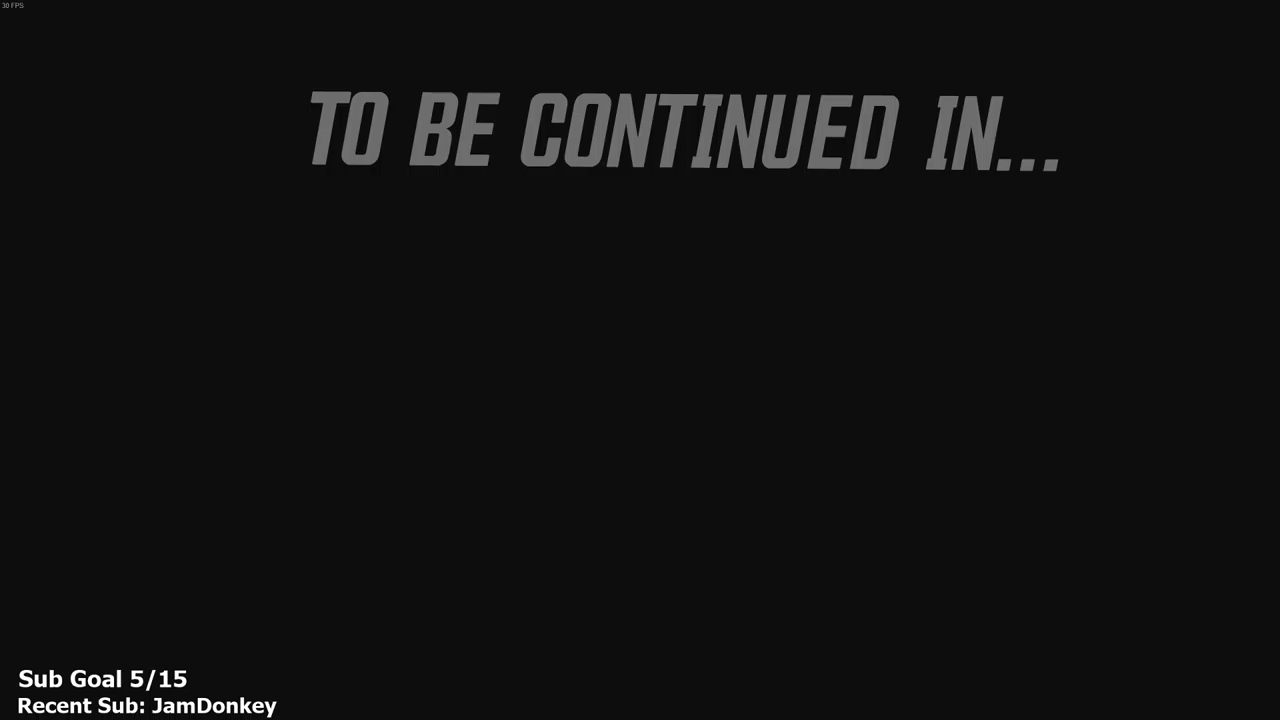 30 FPS
TO BE CONTINUED IN...
Sub Goal 5/15
Recent Sub: JamDonkey